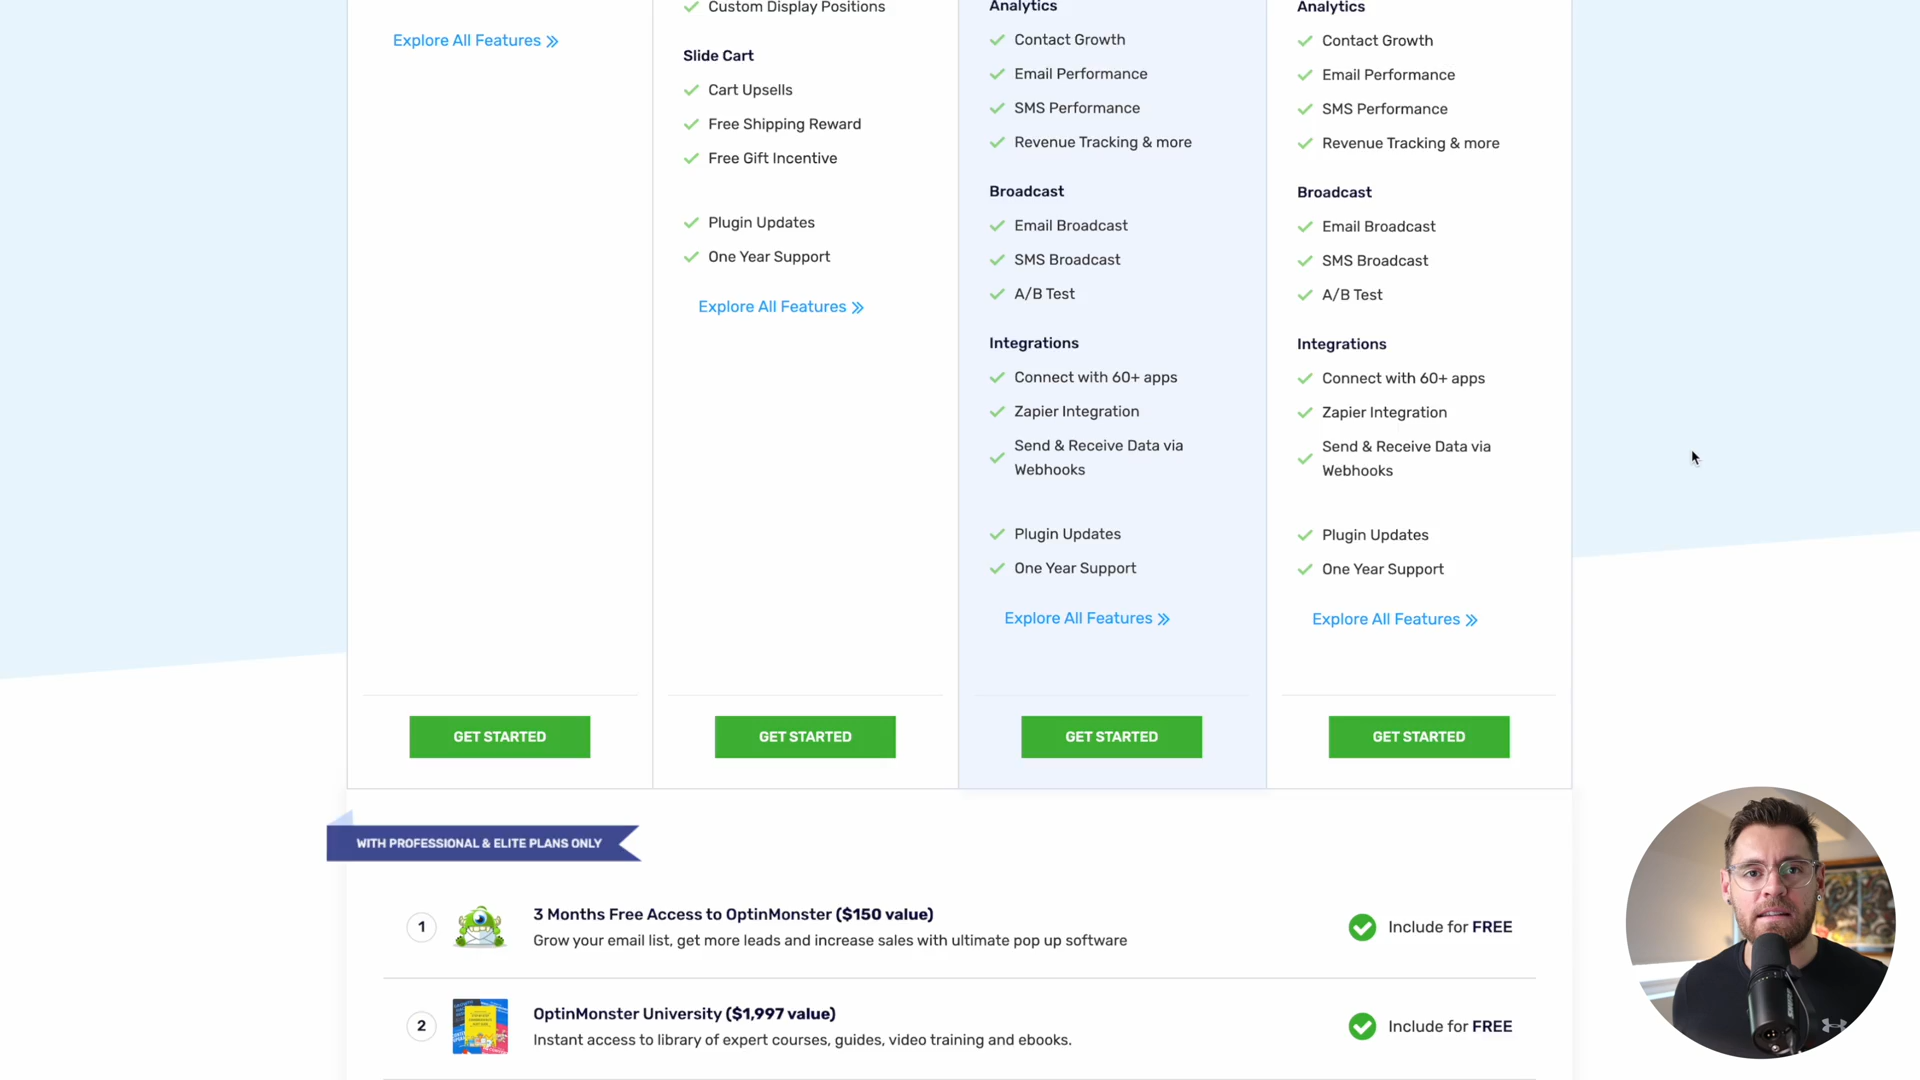 Explore All Features
Custom Display Positions
Slide Cart
Cart Upsells
Free Shipping Reward
Free Gift Incentive
Plugin Updates
One Year Support
Explore All Features
Analytics
Contact Growth
Email Performance
SMS Performance
Revenue Tracking & more
Broadcast
Email Broadcast
SMS Broadcast
A/B Test
Integrations
Connect with 60+ apps
Zapier Integration
Send & Receive Data via
Webhooks
Plugin Updates
One Year Support
Explore All Features
Analytics
Contact Growth
Email Performance
SMS Performance
Revenue Tracking & more
Broadcast
Email Broadcast
SMS Broadcast
A/B Test
Integrations
Connect with 60+ apps
Zapier Integration
Send & Receive Data via
Webhooks
Plugin Updates
One Year Support
Explore All Features
GET STARTED
GET STARTED
GET STARTED
GET STARTED
WITH PROFESSIONAL & ELITE PLANS ONLY
1
3 Months Free Access to OptinMonster ($150 value)
Grow your email list, get more leads and increase sales with ultimate pop up software
Include for FREE
2
OptinMonster University ($1,997 value)
Instant access to library of expert courses, guides, video training and ebooks.
Include for FREE